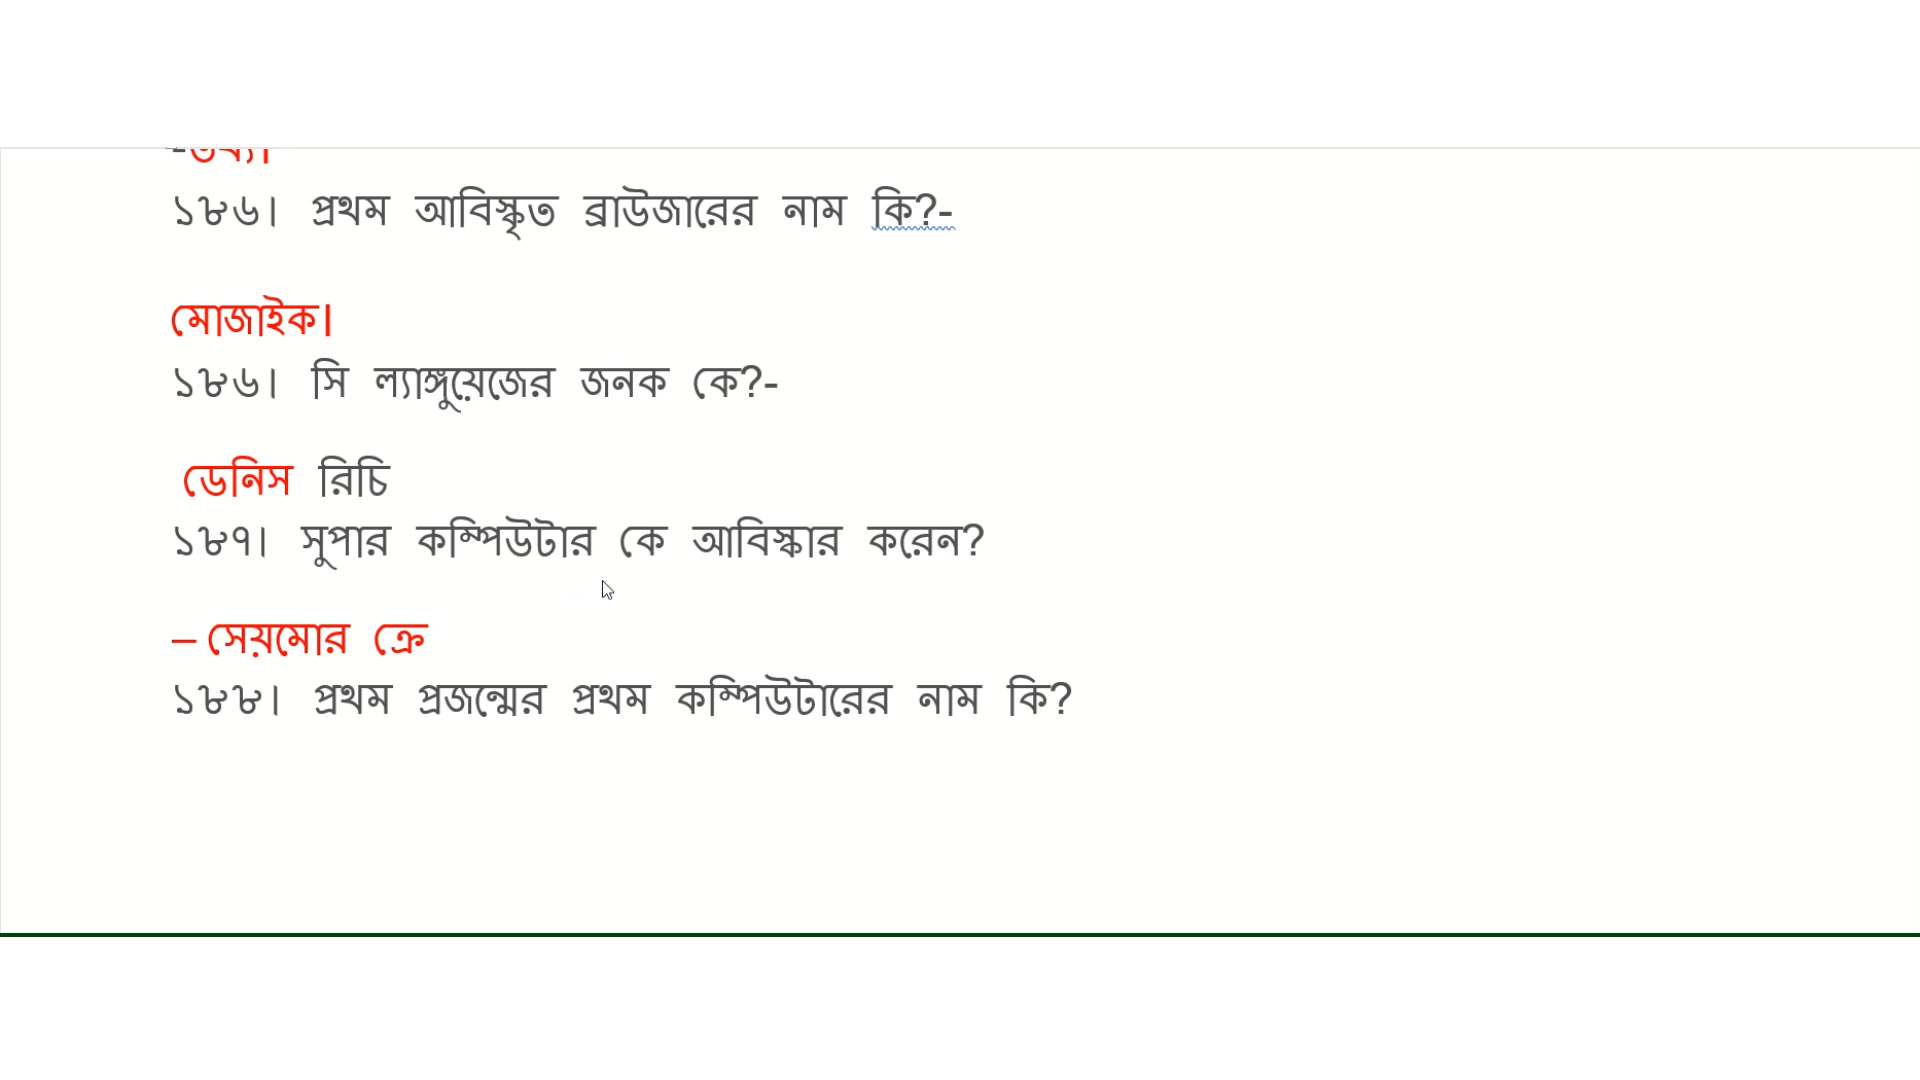 ১৮৬। প্রথম আবিস্কৃত ব্রাউজারের নাম কি?-
মোজাইক।
১৮৬। সি ল্যাঙ্গুয়েজের জনক কে?-
ডেনিস রিচি
১৮৭। সুপার কম্পিউটার কে আবিস্কার করেন?
– সেয়মোর ক্রে
১৮৮। প্রথম প্রজন্মের প্রথম কম্পিউটারের নাম কি?